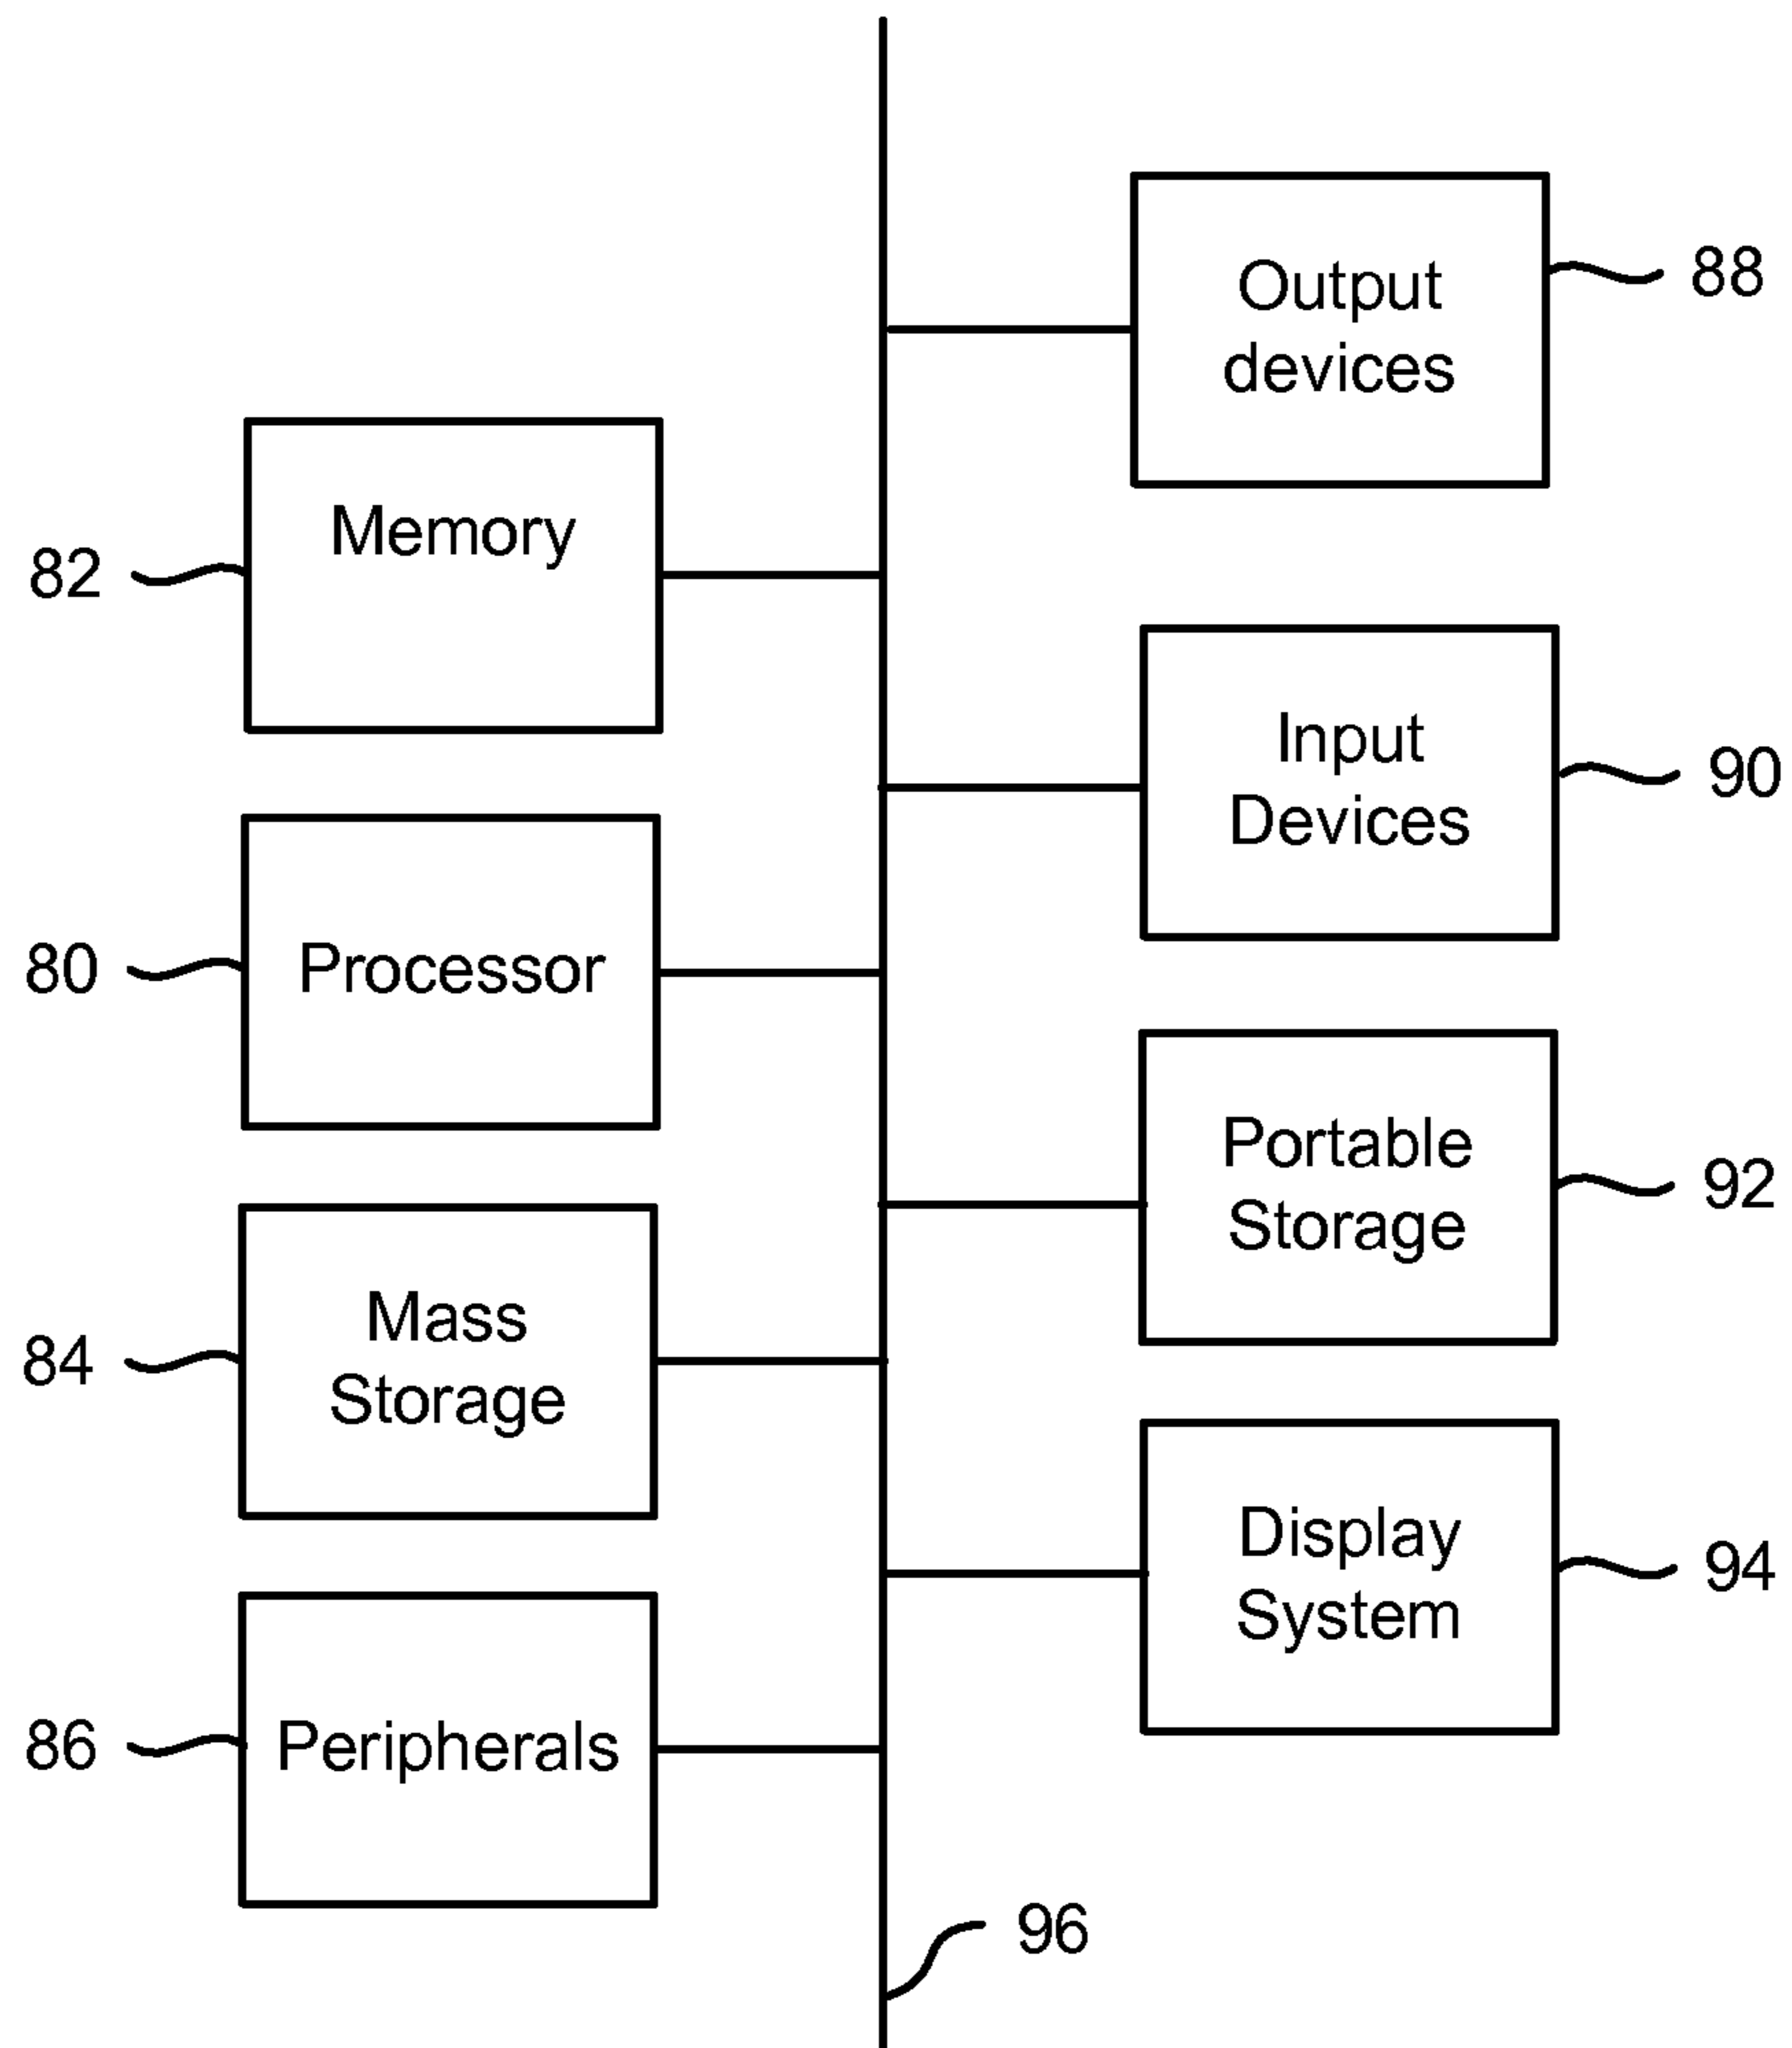 Output
devices
88
Memory
82
Input
Devices
90
Processor
80
Portable
Storage
92
Mass
Storage
84
Display
System
94
Peripherals
86
96